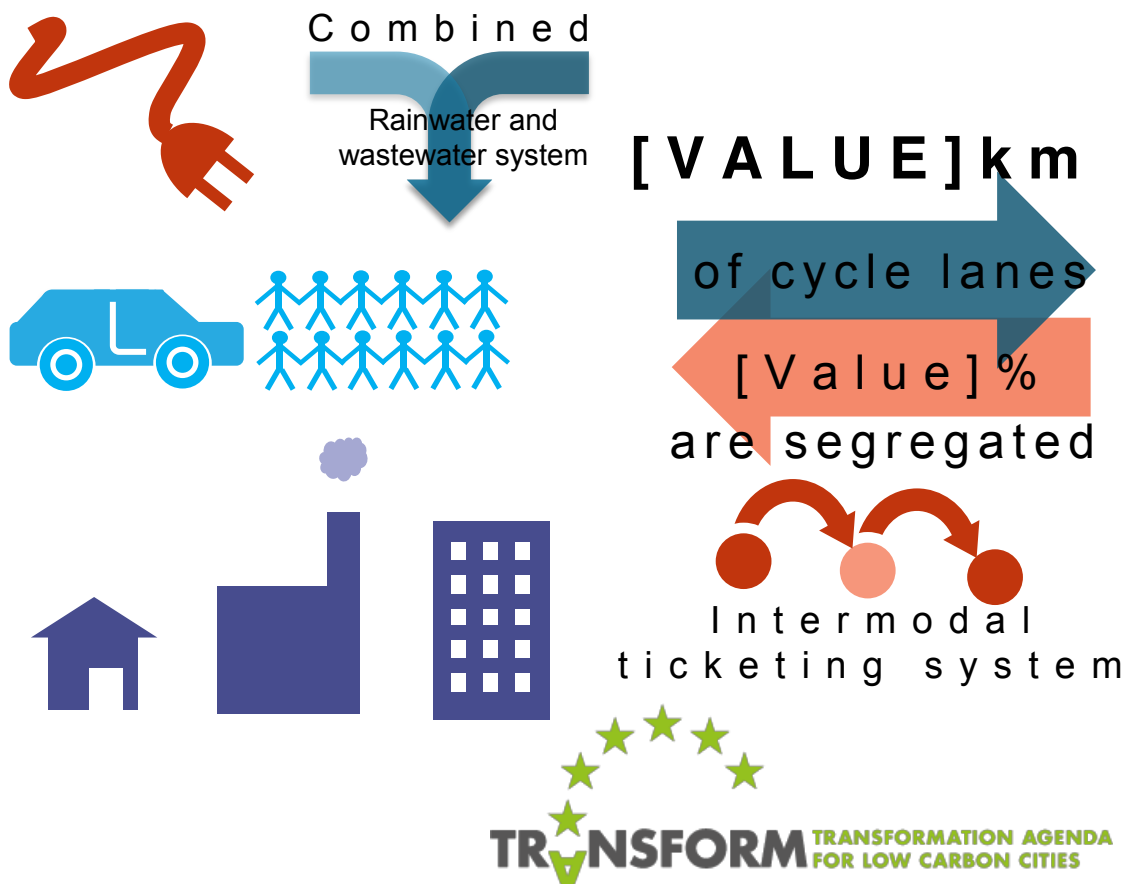 Combined
Rainwater and
wastewater system
[VALUE]km
of cycle lanes
[Value]%
are segregated
Intermodal
ticketing system
TRANSFORM TRANSFORMATION AGENDA
FOR LOW CARBON CITIES